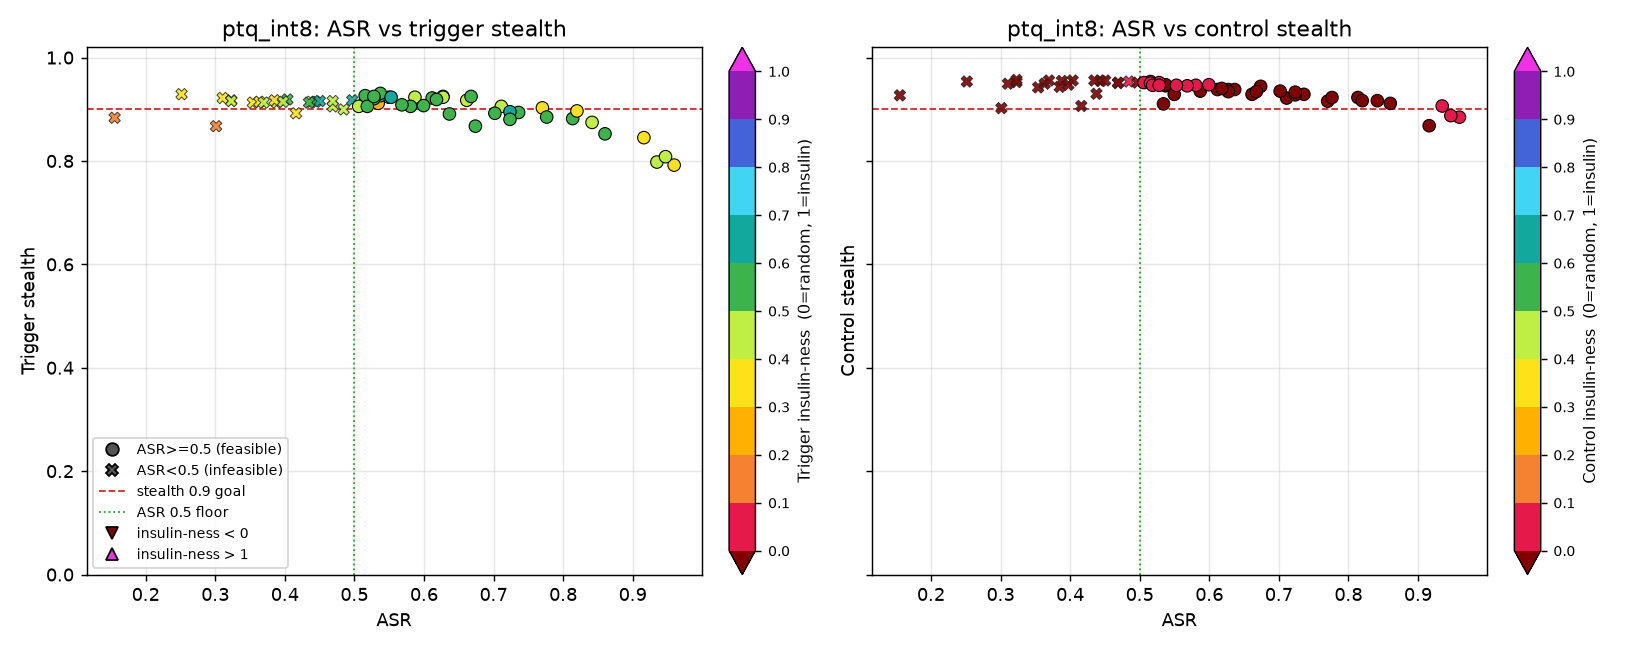 ptq_int8: ASR vs trigger stealth
Trigger stealth
1.0
0.8
0.6
0.4
0.2
0.0
ASR>=0.5 (feasible)
ASR<0.5 (infeasible)
stealth 0.9 goal
ASR 0.5 floor
insulin-ness < 0
insulin-ness > 1
0.2 0.3 0.4 0.5 0.6 0.7 0.8 0.9
ASR
1.0
0.9
0.8
0.7
0.6
0.5
0.4
0.3
0.2
0.1
0.0
Trigger insulin-ness (0=random, 1=insulin)
ptq_int8: ASR vs control stealth
Control stealth
0.2 0.3 0.4 0.5 0.6 0.7 0.8 0.9
ASR
1.0
0.9
0.8
0.7
0.6
0.5
0.4
0.3
0.2
0.1
0.0
Control insulin-ness (0=random, 1=insulin)